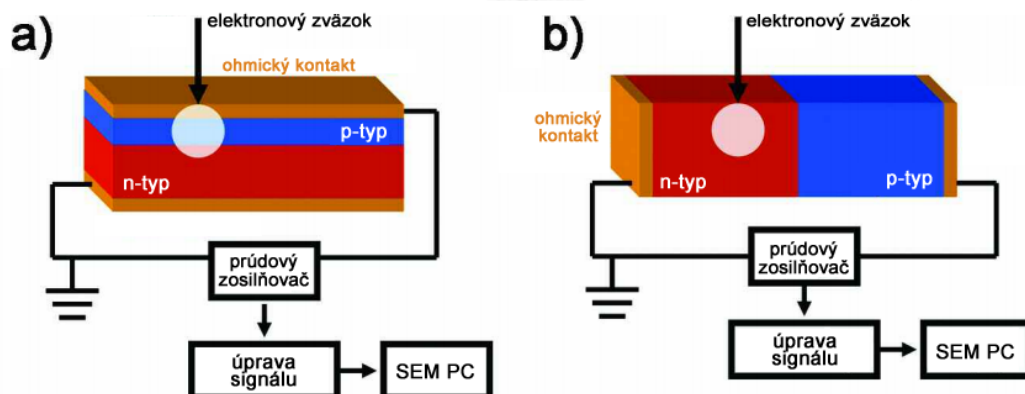 a)
elektronový zväzok
ohmický kontakt
p-typ
n-typ
prúdový
zosilňovač
úprava
signálu
SEM PC
b)
elektronový zväzok
ohmický
kontakt
n-typ
p-typ
prúdový
zosilňovač
úprava
signálu
SEM PC